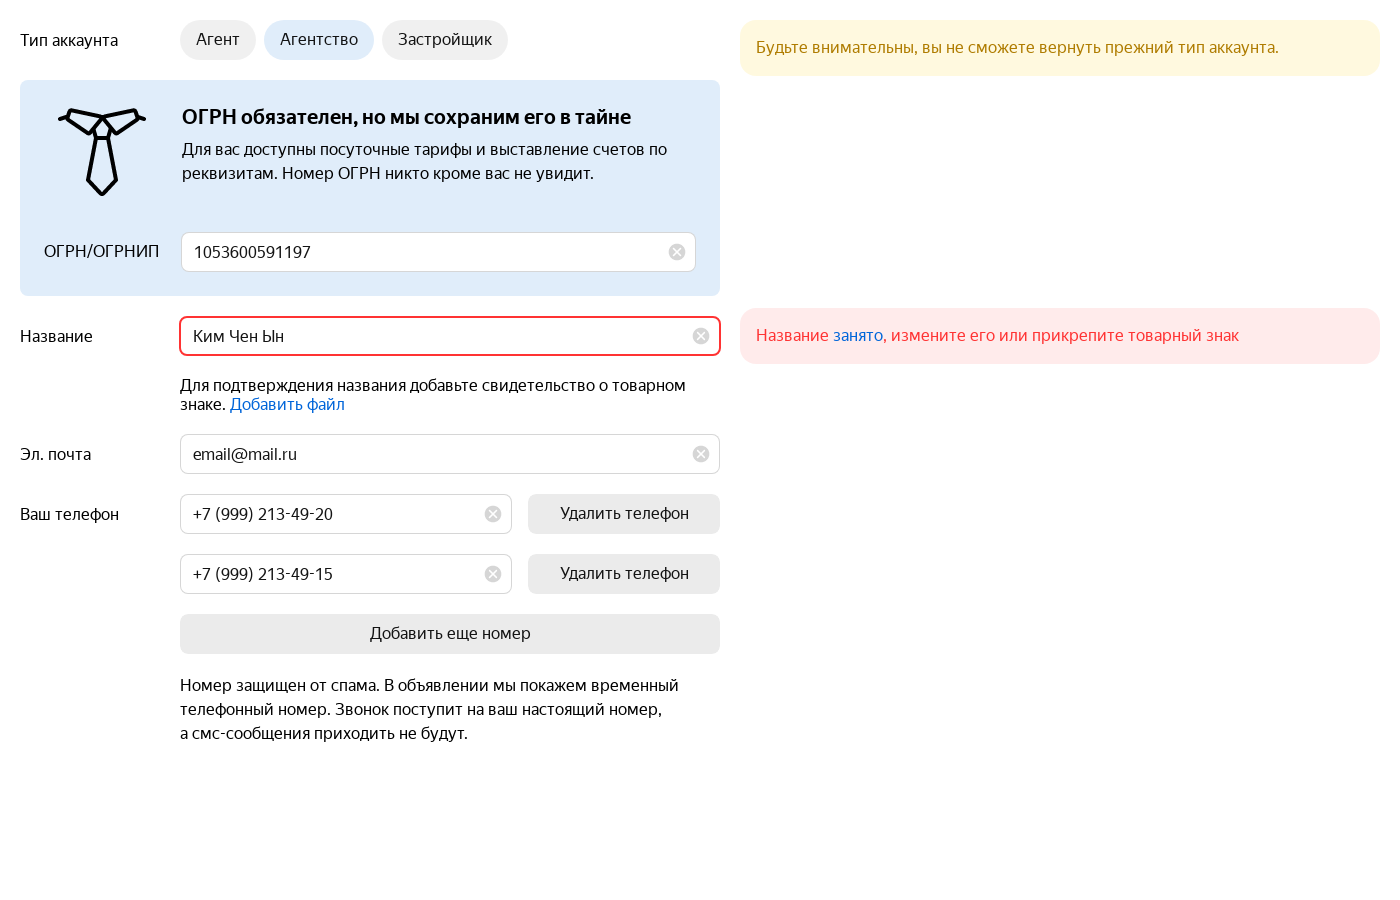 Тип аккаунта
Агент
Агентство
Застройщик
Будьте внимательны, вы не сможете вернуть прежний тип аккаунта.
ОГРН обязателен, но мы сохраним его в тайне
Для вас доступны посуточные тарифы и выставление счетов по
реквизитам. Номер ОГРН никто кроме вас не увидит.
ОГРН/ОГРНИП
1053600591197
Название
Ким Чен Ын
Название занято, измените его или прикрепите товарный знак
Для подтверждения названия добавьте свидетельство о товарном
знаке. Добавить файл
Эл. почта
email@mail.ru
Ваш телефон
+7 (999) 213-49-20
Удалить телефон
+7 (999) 213-49-15
Удалить телефон
Добавить еще номер
Номер защищен от спама. В объявлении мы покажем временный
телефонный номер. Звонок поступит на ваш настоящий номер,
а смс-сообщения приходить не будут.